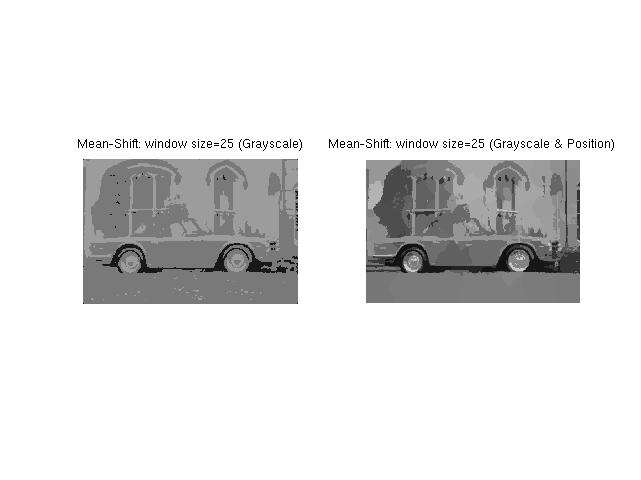 Mean-Shift: window size=25 (Grayscale)
Mean-Shift: window size=25 (Grayscale & Position)